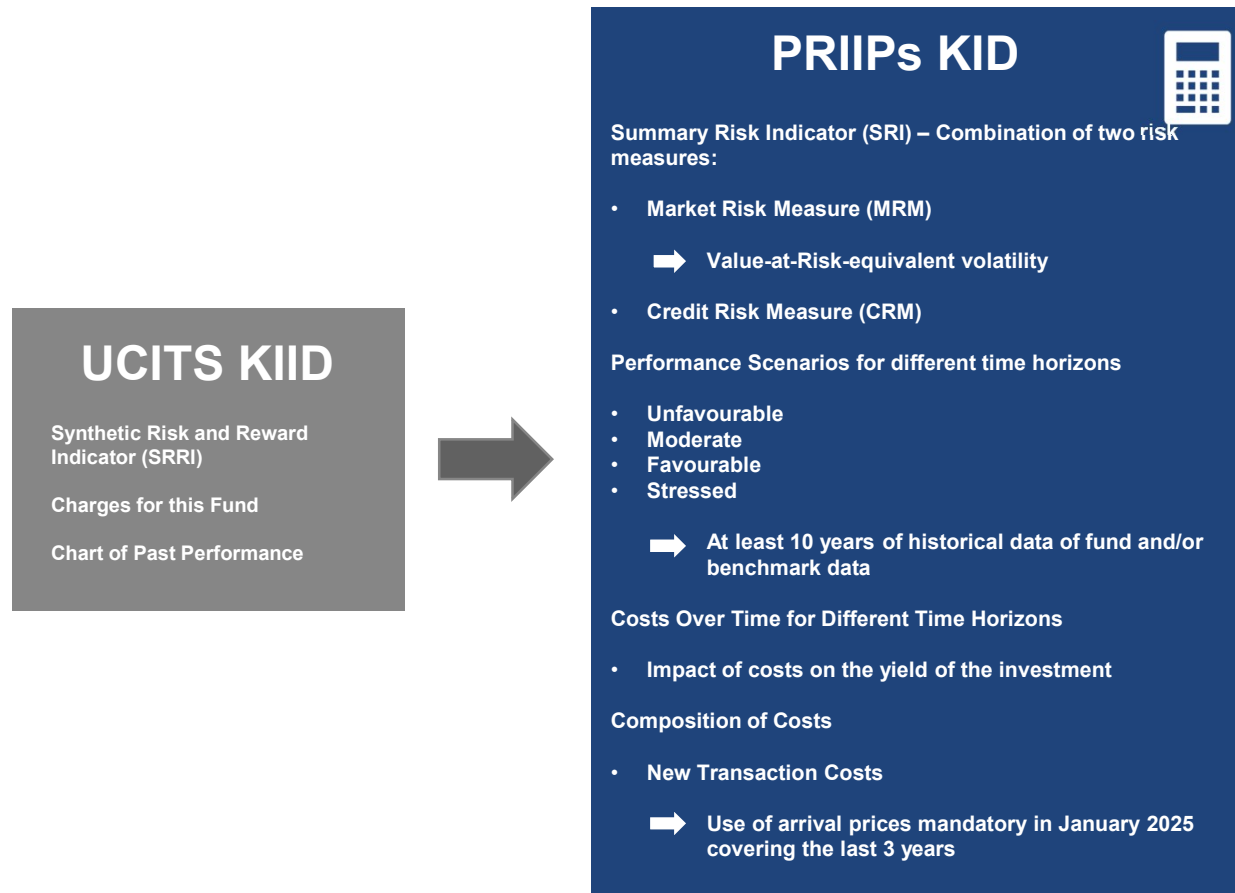 UCITS KIID
Synthetic Risk and Reward
Indicator (SRRI)
Charges for this Fund
Chart of Past Performance
PRIIPs KID
Summary Risk Indicator (SRI) – Combination of two risk
measures:
• Market Risk Measure (MRM)
Value-at-Risk-equivalent volatility
• Credit Risk Measure (CRM)
Performance Scenarios for different time horizons
• Unfavourable
• Moderate
• Favourable
• Stressed
At least 10 years of historical data of fund and/or
benchmark data
Costs Over Time for Different Time Horizons
• Impact of costs on the yield of the investment
Composition of Costs
• New Transaction Costs
Use of arrival prices mandatory in January 2025
covering the last 3 years